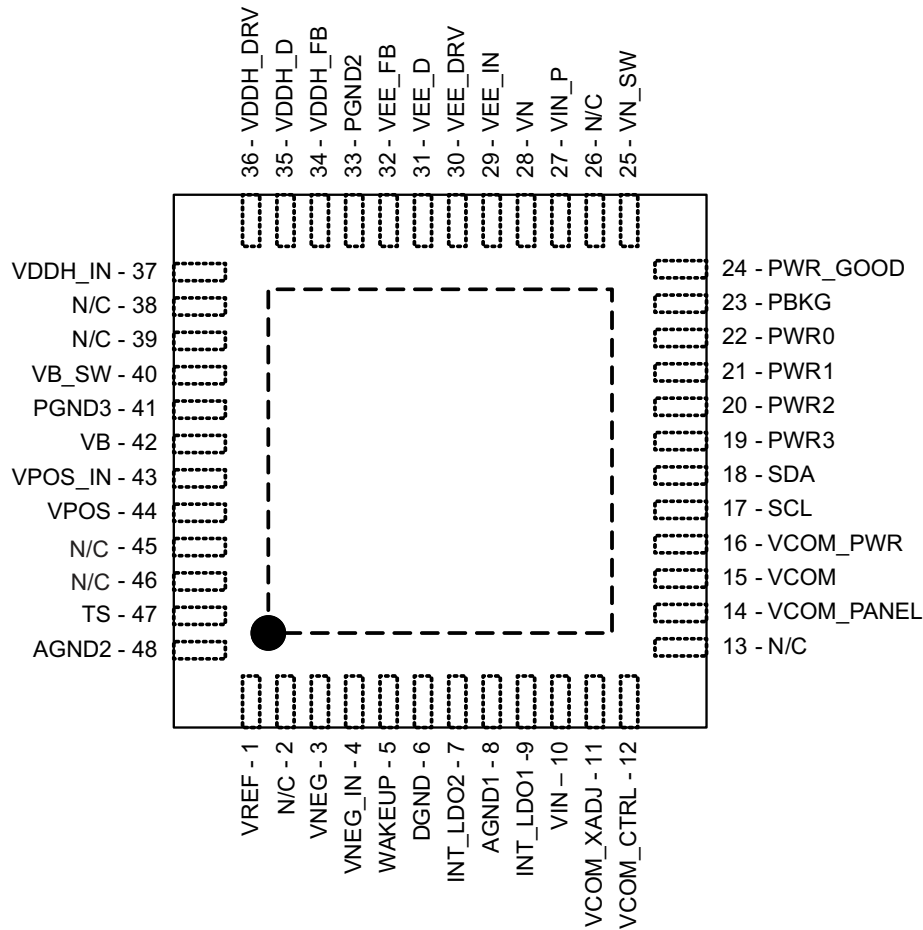 36 - VDDH_DRV
35 - VDDH_D
34 - VDDH_FB
33 - PGND2
32 - VEE_FB
31 - VEE_D
30 - VEE_DRV
29 - VEE_IN
28 - VN
27 - VIN_P
26 - N/C
25 - VN_SW
VDDH_IN - 37
N/C - 38
N/C - 39
VB_SW - 40
PGND3 - 41
VB - 42
VPOS_IN - 43
VPOS - 44
N/C - 45
N/C - 46
TS - 47
AGND2 - 48
24 - PWR_GOOD
23 - PBKG
22 - PWR0
21 - PWR1
20 - PWR2
19 - PWR3
18 - SDA
17 - SCL
16 - VCOM_PWR
15 - VCOM
14 - VCOM_PANEL
13 - N/C
VREF - 1
N/C - 2
VNEG - 3
VNEG_IN - 4
WAKEUP - 5
DGND - 6
INT_LDO2 - 7
AGND1 - 8
INT_LDO1 -9
VIN – 10
VCOM_XADJ - 11
VCOM_CTRL - 12